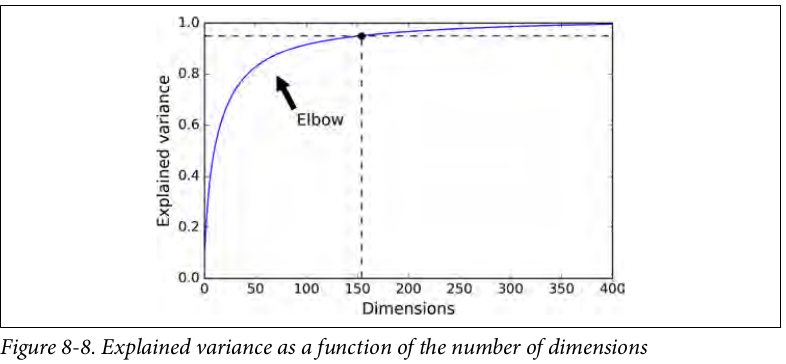 1.0
0.8
0.6
0.4
0.2
0.0
Explained variance
Elbow
0 50 100 150 200 250 300 350 400
Dimensions
Figure 8-8. Explained variance as a function of the number of dimensions